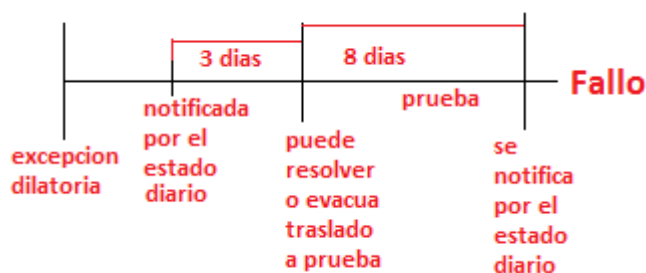 3 dias
8 dias
Fallo
prueba
excepcion
dilatoria
notificada
por el
estado
diario
puede
resolver
o evacua
traslado
a prueba
se
notifica
por el
estado
diario